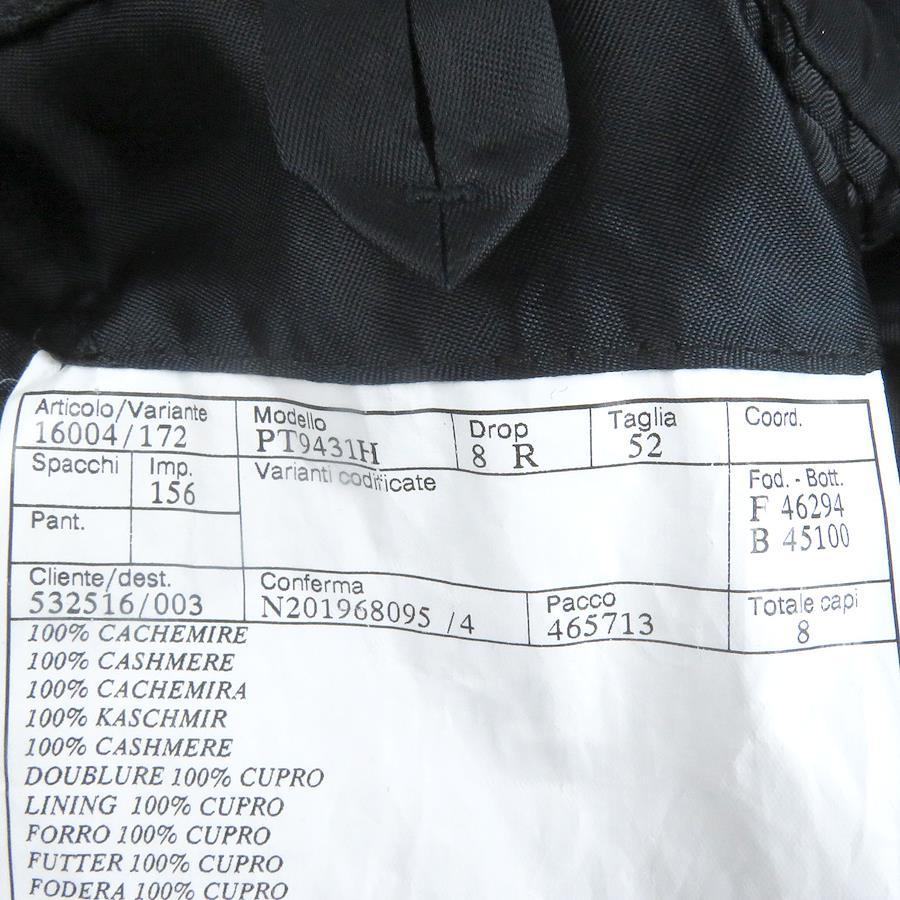 Articolo/Variante Modello Drop Taglia Coord.
16004/172 PT9431H 8 R 52
Spacchi Imp. Varianti codificate Fod. - Bott.
156 F 46294
Pant. B 45100
Cliente/dest. Conferma Pacco Totale capi
532516/003 N201968095 /4 465713 8
100% CACHEMIRE
100% CASHMERE
100% CACHEMIRA
100% KASCHMIR
100% CASHMERE
DOUBLURE 100% CUPRO
LINING 100% CUPRO
FORRO 100% CUPRO
FUTTER 100% CUPRO
FODERA 100% CUPRO